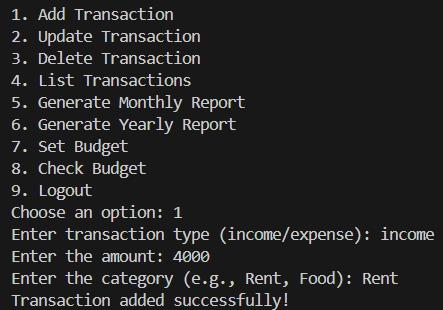 1. Add Transaction
2. Update Transaction
3. Delete Transaction
4. List Transactions
5. Generate Monthly Report
6. Generate Yearly Report
7. Set Budget
8. Check Budget
9. Logout
Choose an option: 1
Enter transaction type (income/expense): income
Enter the amount: 4000
Enter the category (e.g., Rent, Food): Rent
Transaction added successfully!